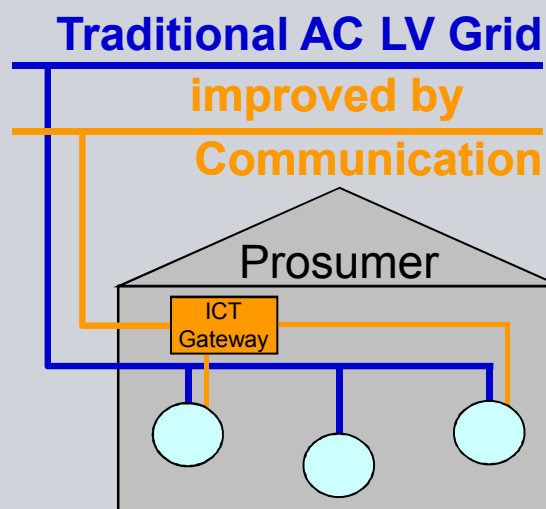 Traditional AC LV Grid
improved by
Communication
Prosumer
ICT
Gateway